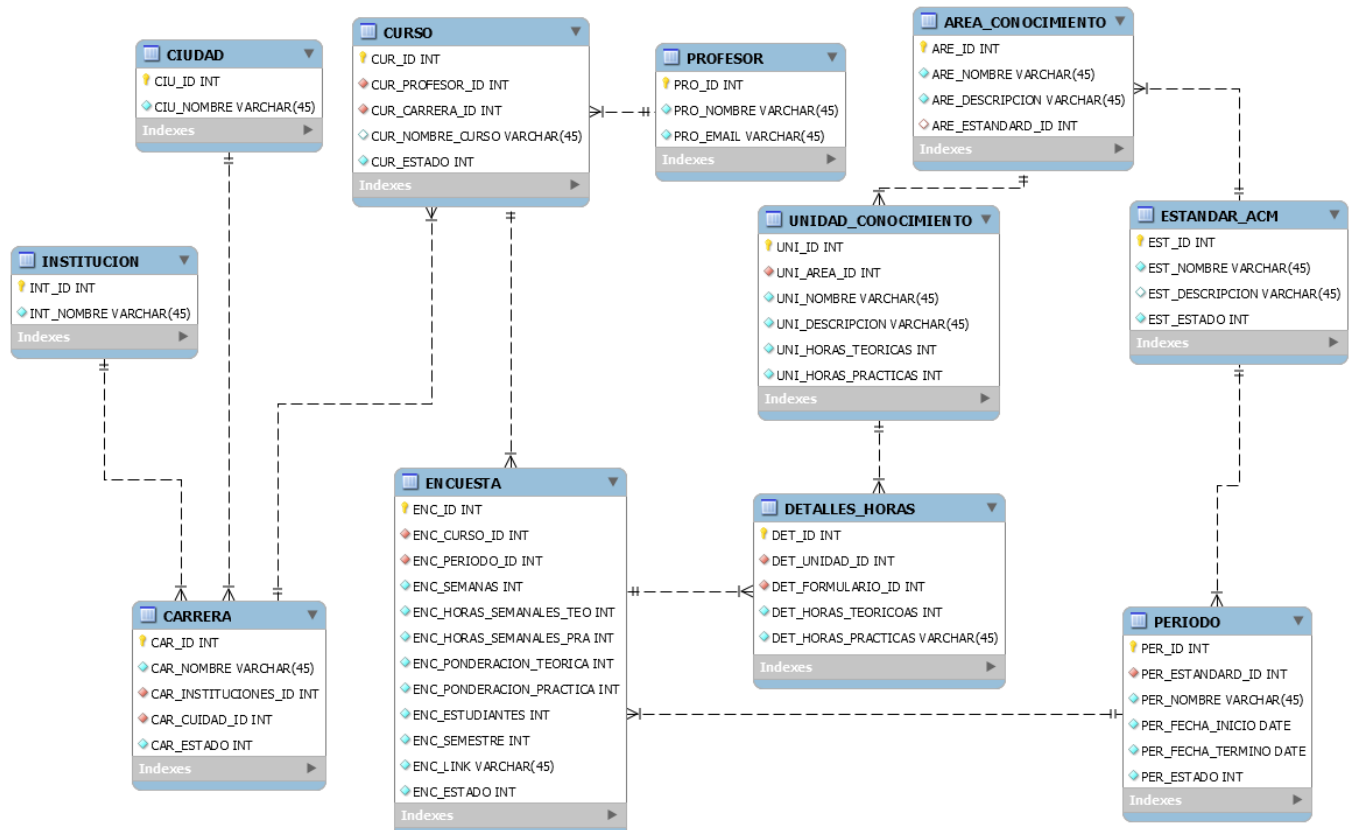 CIUDAD
CIU_ID INT
CIU_NOMBRE VARCHAR(45)
Indexes
CURSO
CUR_ID INT
CUR_PROFESOR_ID INT
CUR_CARRERA_ID INT
CUR_NOMBRE_CURSO VARCHAR(45)
CUR_ESTADO INT
Indexes
PROFESOR
PRO_ID INT
PRO_NOMBRE VARCHAR(45)
PRO_EMAIL VARCHAR(45)
Indexes
AREA_CONOCIMIENTO
ARE_ID INT
ARE_NOMBRE VARCHAR(45)
ARE_DESCRIPCION VARCHAR(45)
ARE_ESTANDARD_ID INT
Indexes
INSTITUCION
INT_ID INT
INT_NOMBRE VARCHAR(45)
Indexes
UNIDAD_CONOCIMIENTO
UNI_ID INT
UNI_AREA_ID INT
UNI_NOMBRE VARCHAR(45)
UNI_DESCRIPCION VARCHAR(45)
UNI_HORAS_TEORICAS INT
UNI_HORAS_PRACTICAS INT
Indexes
ESTANDAR_ACM
EST_ID INT
EST_NOMBRE VARCHAR(45)
EST_DESCRIPCION VARCHAR(45)
EST_ESTADO INT
Indexes
CARRERA
CAR_ID INT
CAR_NOMBRE VARCHAR(45)
CAR_INSTITUCIONES_ID INT
CAR_CUIDAD_ID INT
CAR_ESTADO INT
Indexes
ENCUESTA
ENC_ID INT
ENC_CURSO_ID INT
ENC_PERIODO_ID INT
ENC_SEMANAS INT
ENC_HORAS_SEMANALES_TEO INT
ENC_HORAS_SEMANALES_PRA INT
ENC_PONDERACION_TEORICA INT
ENC_PONDERACION_PRACTICA INT
ENC_ESTUDIANTES INT
ENC_SEMESTRE INT
ENC_LINK VARCHAR(45)
ENC_ESTADO INT
Indexes
DETALLES_HORAS
DET_ID INT
DET_UNIDAD_ID INT
DET_FORMULARIO_ID INT
DET_HORAS_TEORICOAS INT
DET_HORAS_PRACTICAS VARCHAR(45)
Indexes
PERIODO
PER_ID INT
PER_ESTANDARD_ID INT
PER_NOMBRE VARCHAR(45)
PER_FECHA_INICIO DATE
PER_FECHA_TERMINO DATE
PER_ESTADO INT
Indexes